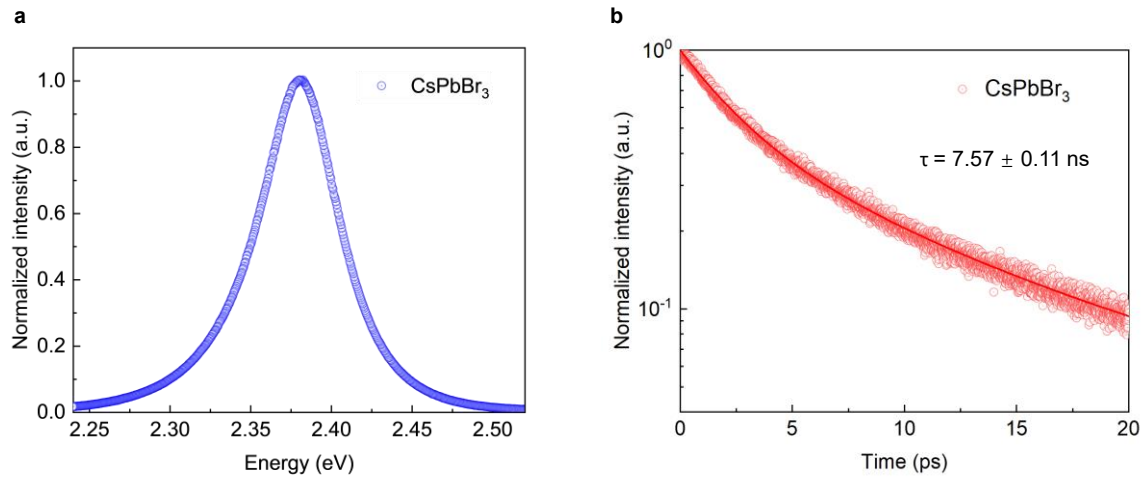 a
Normalized intensity (a.u.)
1.0
0.8
0.6
0.4
0.2
0.0
CsPbBr₃
2.25 2.30 2.35 2.40 2.45 2.50
Energy (eV)
b
Normalized intensity (a.u.)
10⁰
10⁻¹
CsPbBr₃
τ = 7.57 ± 0.11 ns
0 5 10 15 20
Time (ps)